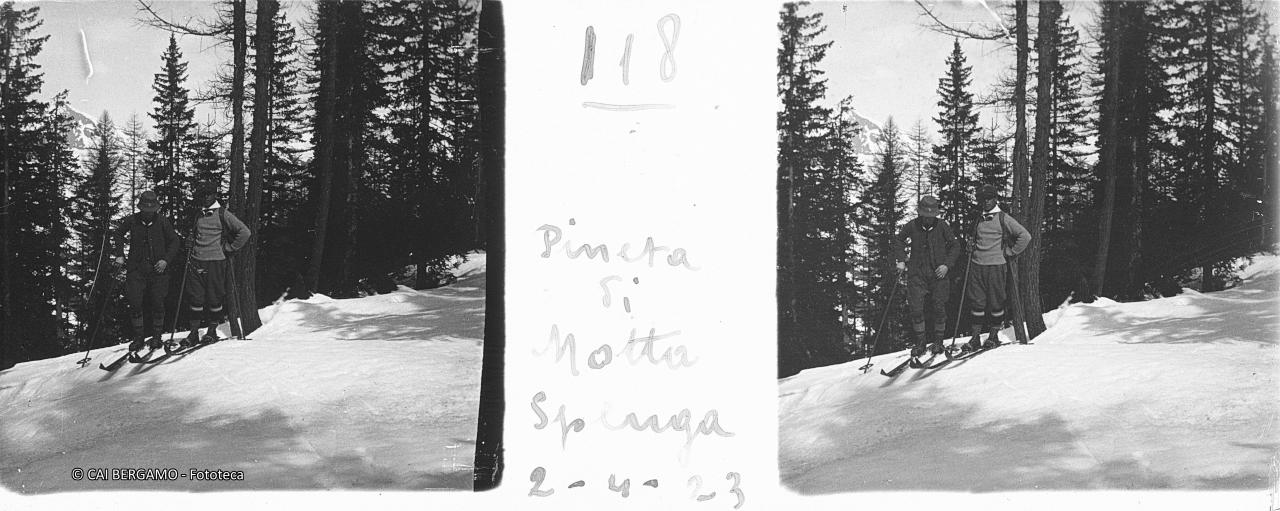 118
Pineta
di
Motta
Spluga
2-4-23
© CAI BERGAMO - Fototeca